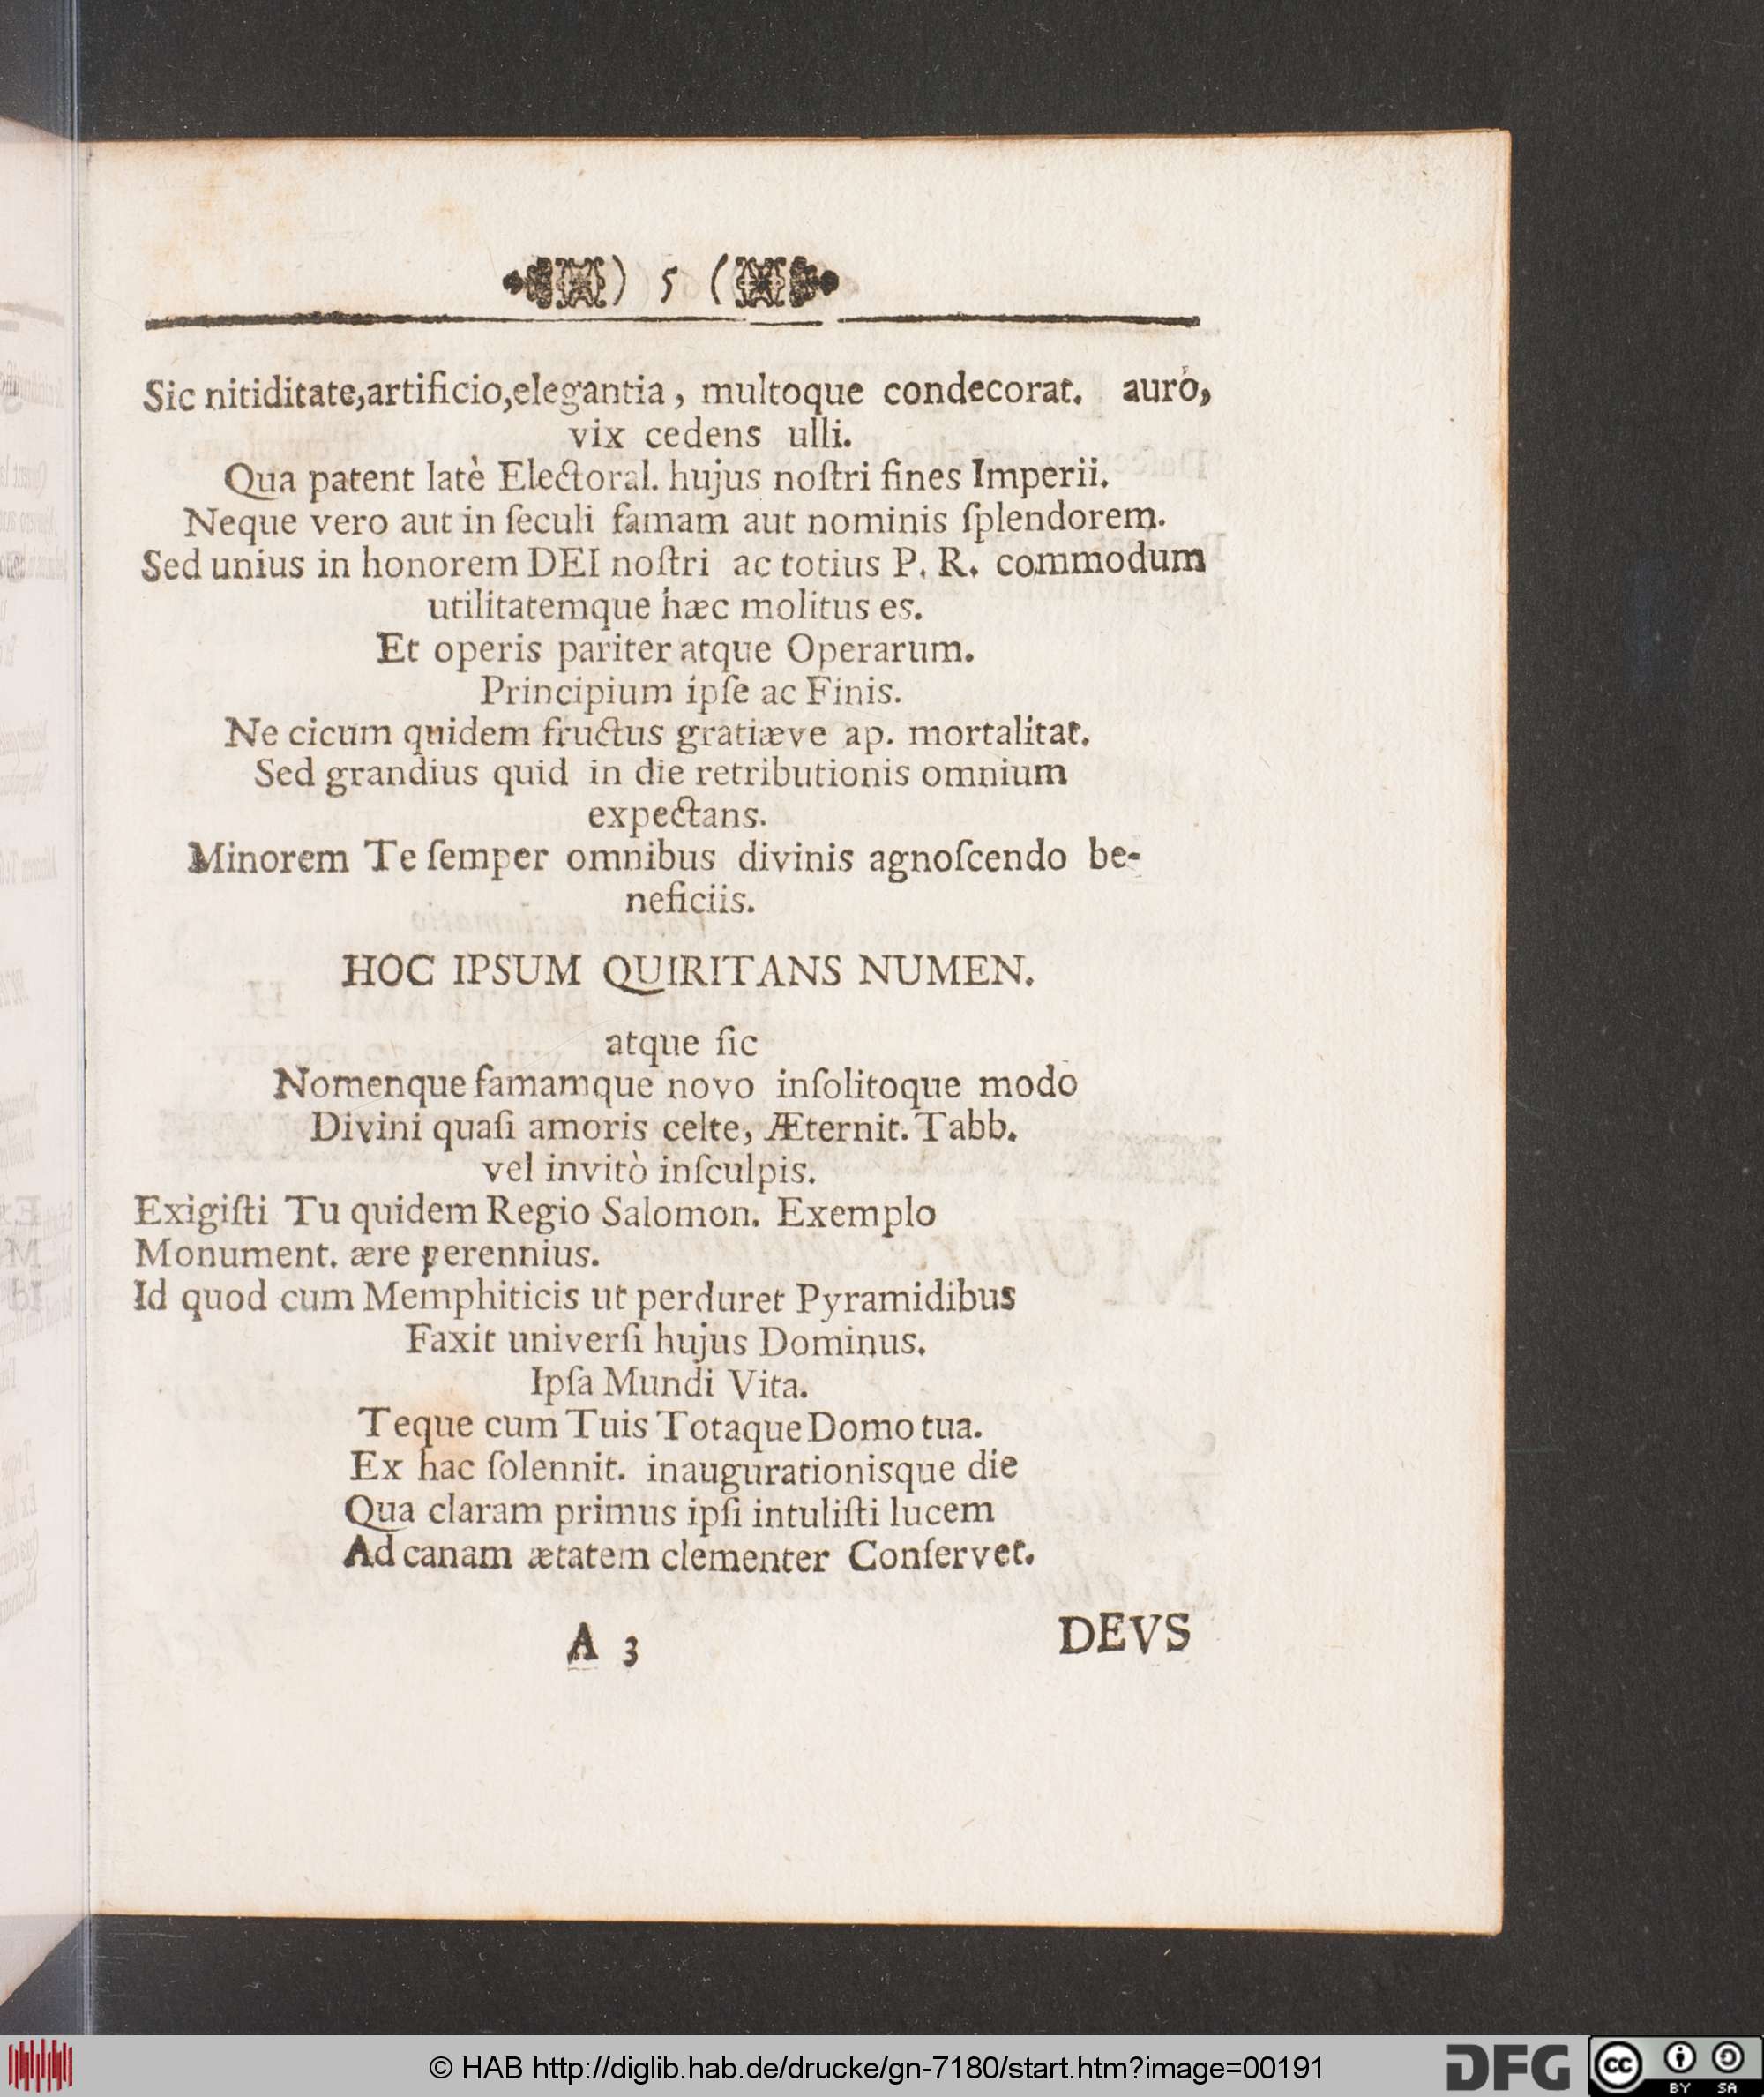 ) 5 (
Sic nitiditate,artificio,elegantia, multoque condecorat. aurò,
vix cedens ulli.
Qua patent latè Electoral. hujus noſtri fines Imperii.
Neque vero aut in ſeculi famam aut nominis ſplendorem.
Sed unius in honorem DEI noſtri ac totius P. R. commodum
utilitatemque hæc molitus es.
Et operis pariter atque Operarum.
Principium ipſe ac Finis.
Ne cicum quidem fructus gratiæve ap. mortalitat.
Sed grandius quid in die retributionis omnium
expectans.
Minorem Te ſemper omnibus divinis agnoſcendo be-
neficiis.
HOC IPSUM QUIRITANS NUMEN.
atque ſic
Nomenque famamque novo inſolitoque modo
Divini quaſi amoris celte, Æternit. Tabb.
vel invitò inſculpis.
Exigiſti Tu quidem Regio Salomon. Exemplo
Monument. ære perennius.
Id quod cum Memphiticis ut perduret Pyramidibus
Faxit univerſi hujus Dominus.
Ipſa Mundi Vita.
Teque cum Tuis Totaque Domo tua.
Ex hac ſolennit. inaugurationisque die
Qua claram primus ipſi intuliſti lucem
Ad canam ætatem clementer Conſervet.
A 3 DEVS
© HAB http://diglib.hab.de/drucke/gn-7180/start.htm?image=00191
DFG
cc BY SA